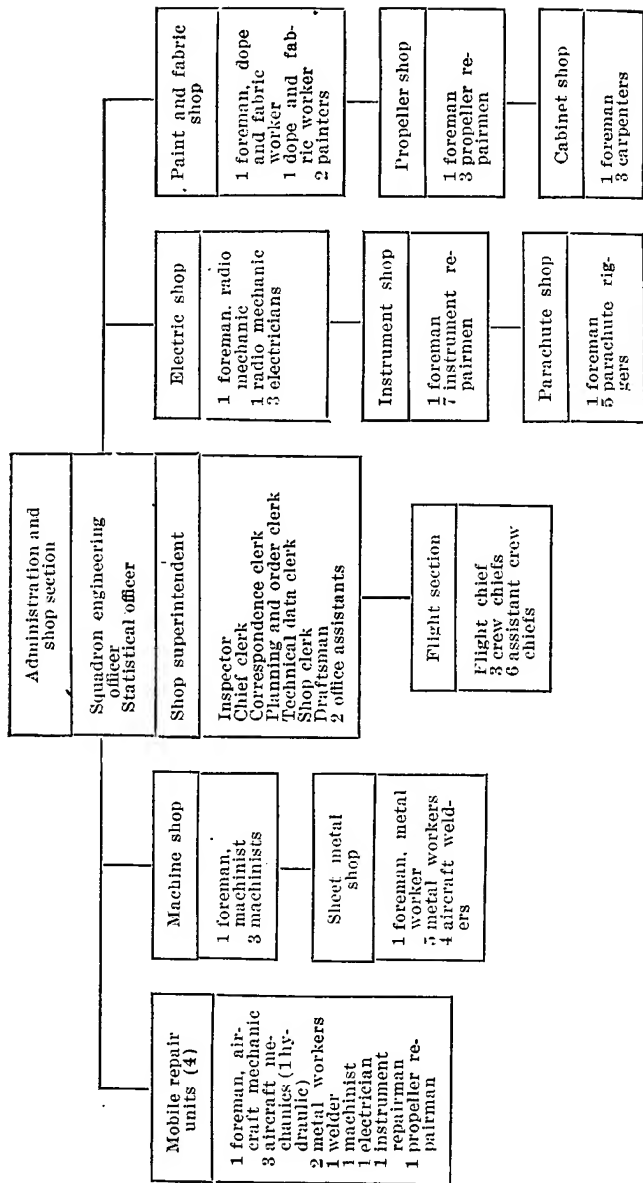 Administration and
shop section
Squadron engineering
officer
Statistical officer
Shop superintendent
Inspector
Chief clerk
Correspondence clerk
Planning and order clerk
Technical data clerk
Shop clerk
Draftsman
2 office assistants
Mobile repair
units (4)
1 foreman, air-
craft mechanic
3 aircraft me-
chanics (1 hy-
draulic)
2 metal workers
1 welder
1 machinist
1 electrician
1 instrument
repairman
1 propeller re-
pairman
Machine shop
1 foreman,
machinist
3 machinists
Sheet metal
shop
1 foreman, metal
worker
5 metal workers
4 aircraft weld-
ers
Flight section
Flight chief
3 crew chiefs
6 assistant crew
chiefs
Electric shop
1 foreman, radio
mechanic
1 radio mechanic
3 electricians
Instrument shop
1 foreman
7 instrument re-
pairmen
Parachute shop
1 foreman
5 parachute rig-
gers
Paint and fabric
shop
1 foreman, dope
and fabric
worker
1 dope and fab-
ric worker
2 painters
Propeller shop
1 foreman
3 propeller re-
pairmen
Cabinet shop
1 foreman
3 carpenters